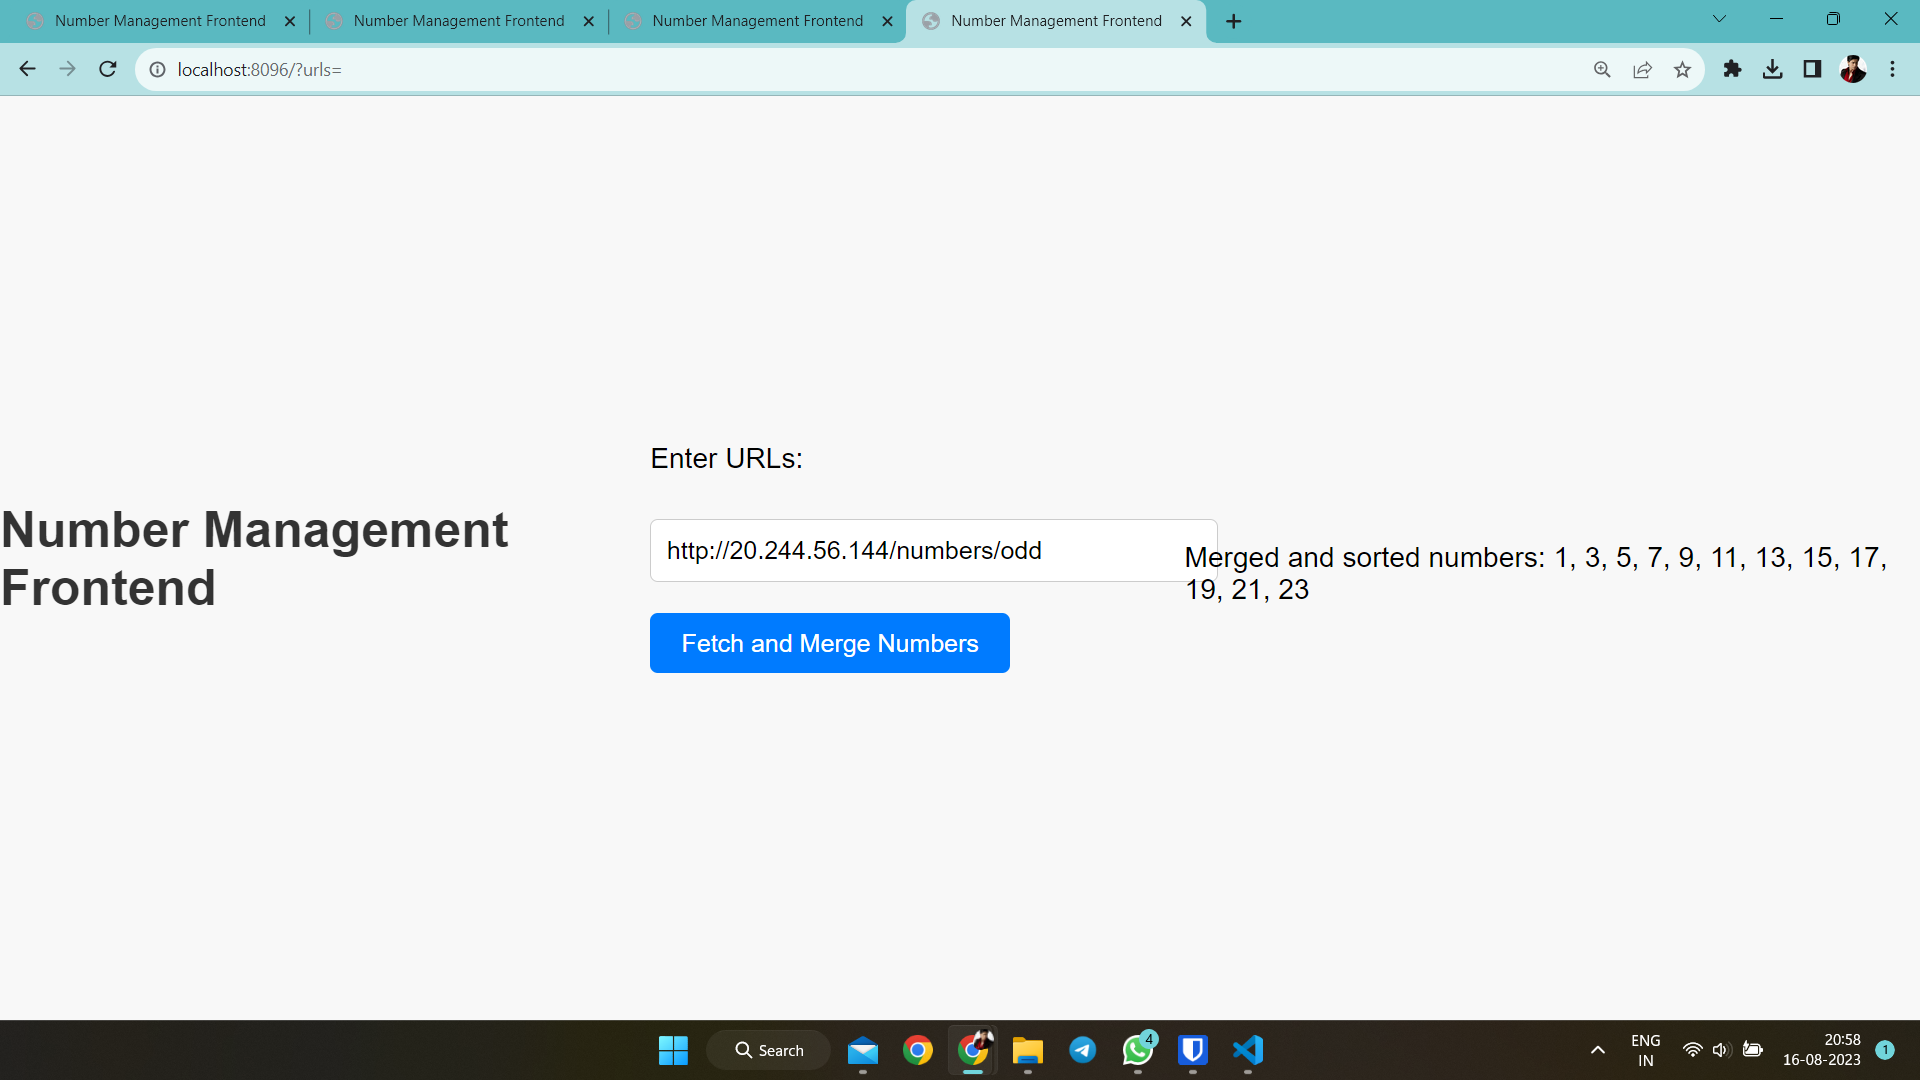 Number Management Frontend
Number Management Frontend
Number Management Frontend
Number Management Frontend
localhost:8096/?urls=
Enter URLs:
Number Management
Frontend
http://20.244.56.144/numbers/odd
Merged and sorted numbers: 1, 3, 5, 7, 9, 11, 13, 15, 17,
19, 21, 23
Fetch and Merge Numbers
Search
4
ENG
IN
20:58
16-08-2023
1